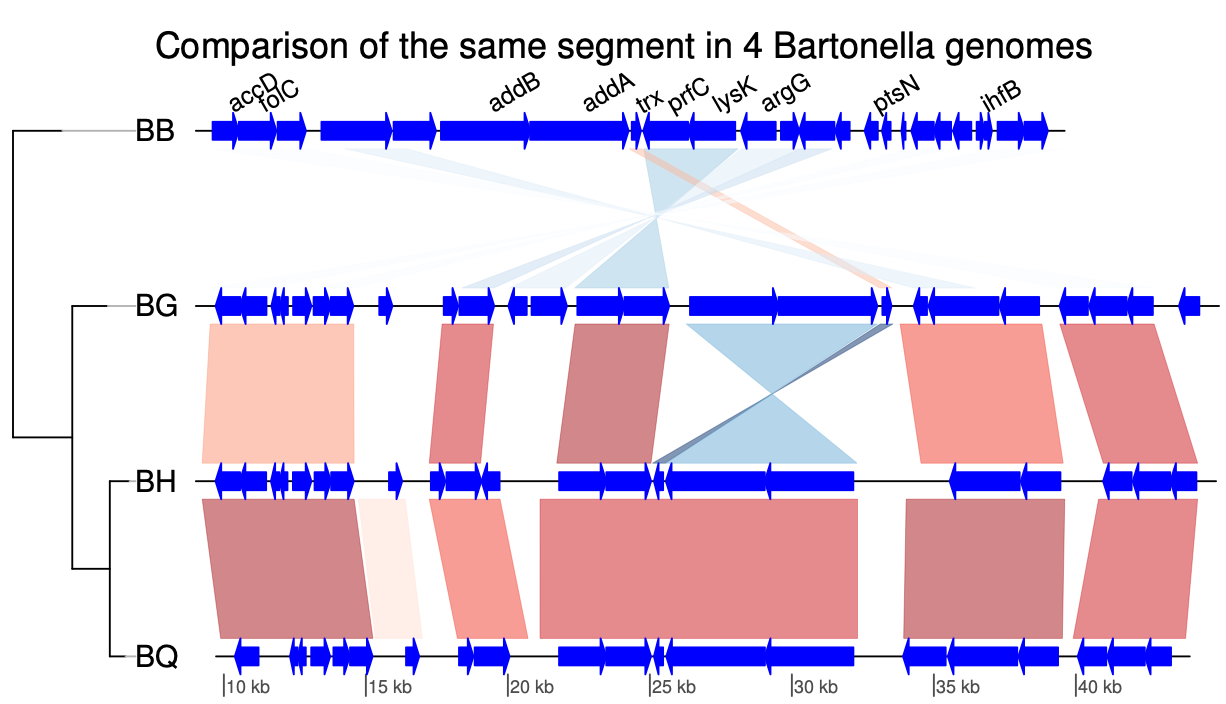 Comparison of the same segment in 4 Bartonella genomes
accD folC addB addA trx prfC lysK argG ptsN ihfB
BB
BG
BH
BQ
10 kb 15 kb 20 kb 25 kb 30 kb 35 kb 40 kb